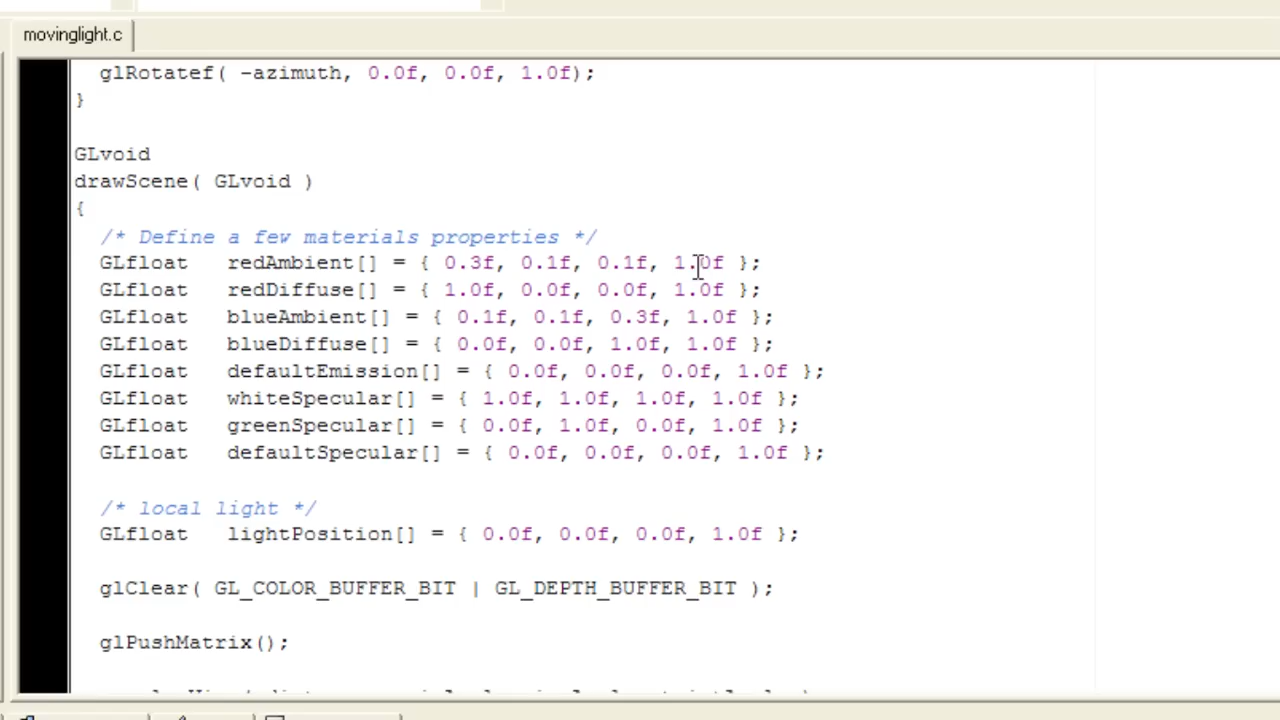 movinglight.c
glRotatef( -azimuth, 0.0f, 0.0f, 1.0f);
}
GLvoid
drawScene( GLvoid )
{
/* Define a few materials properties */
GLfloat redAmbient[] = { 0.3f, 0.1f, 0.1f, 1.0f };
GLfloat redDiffuse[] = { 1.0f, 0.0f, 0.0f, 1.0f };
GLfloat blueAmbient[] = { 0.1f, 0.1f, 0.3f, 1.0f };
GLfloat blueDiffuse[] = { 0.0f, 0.0f, 1.0f, 1.0f };
GLfloat defaultEmission[] = { 0.0f, 0.0f, 0.0f, 1.0f };
GLfloat whiteSpecular[] = { 1.0f, 1.0f, 1.0f, 1.0f };
GLfloat greenSpecular[] = { 0.0f, 1.0f, 0.0f, 1.0f };
GLfloat defaultSpecular[] = { 0.0f, 0.0f, 0.0f, 1.0f };
/* local light */
GLfloat lightPosition[] = { 0.0f, 0.0f, 0.0f, 1.0f };
glClear( GL_COLOR_BUFFER_BIT | GL_DEPTH_BUFFER_BIT );
glPushMatrix();